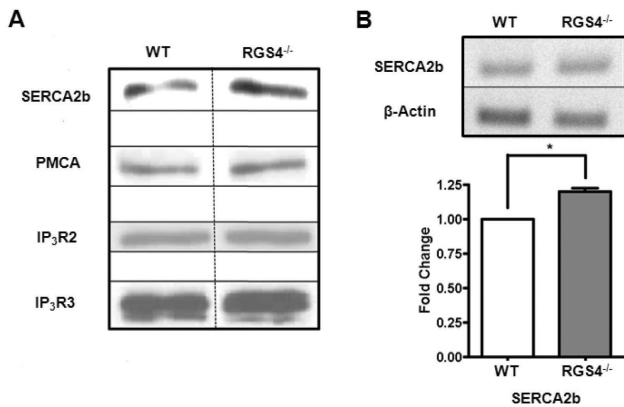 A
WT RGS4-/-
SERCA2b
PMCA
IP3R2
IP3R3
B
WT RGS4-/-
SERCA2b
β-Actin
*
1.25
1.00
0.75
0.50
0.25
0.00
Fold Change
WT RGS4-/-
SERCA2b